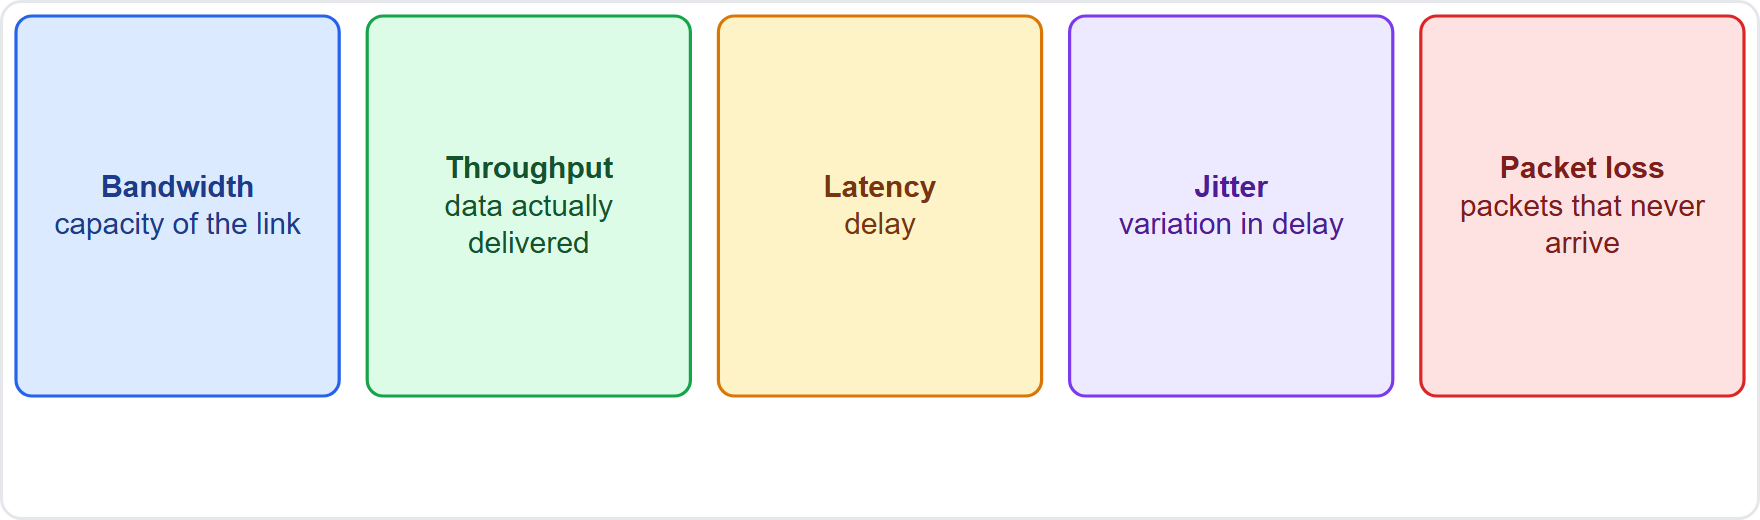 Bandwidth
capacity of the link
Throughput
data actually
delivered
Latency
delay
Jitter
variation in delay
Packet loss
packets that never
arrive